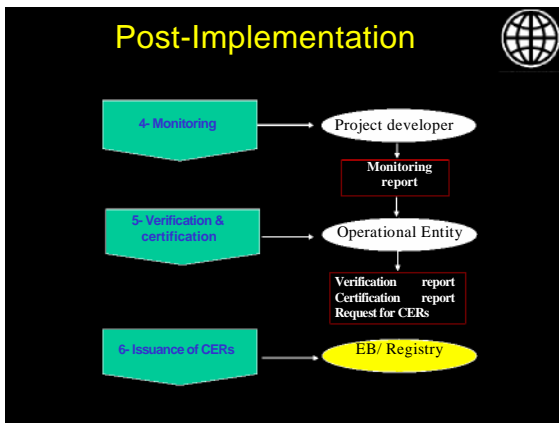 Post-Implementation
4- Monitoring
Project developer
Monitoring
report
5- Verification &
certification
Operational Entity
Verification report
Certification report
Request for CERs
6- Issuance of CERs
EB/ Registry